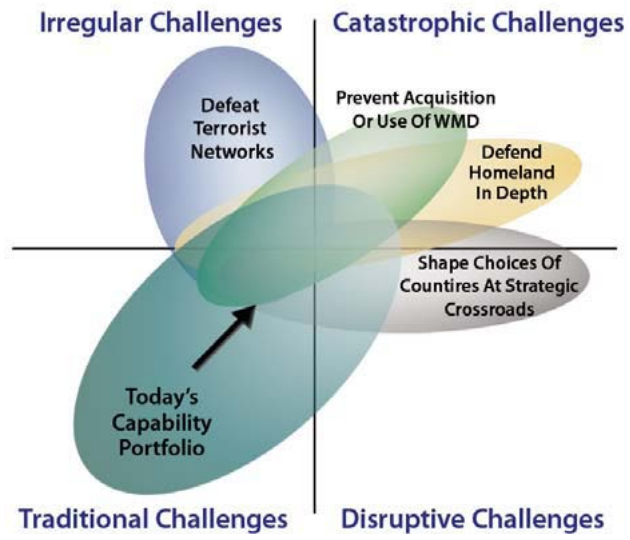 Irregular Challenges
Catastrophic Challenges
Defeat
Terrorist
Networks
Prevent Acquisition
Or Use Of WMD
Defend
Homeland
In Depth
Shape Choices Of
Countires At Strategic
Crossroads
Today's
Capability
Portfolio
Traditional Challenges
Disruptive Challenges